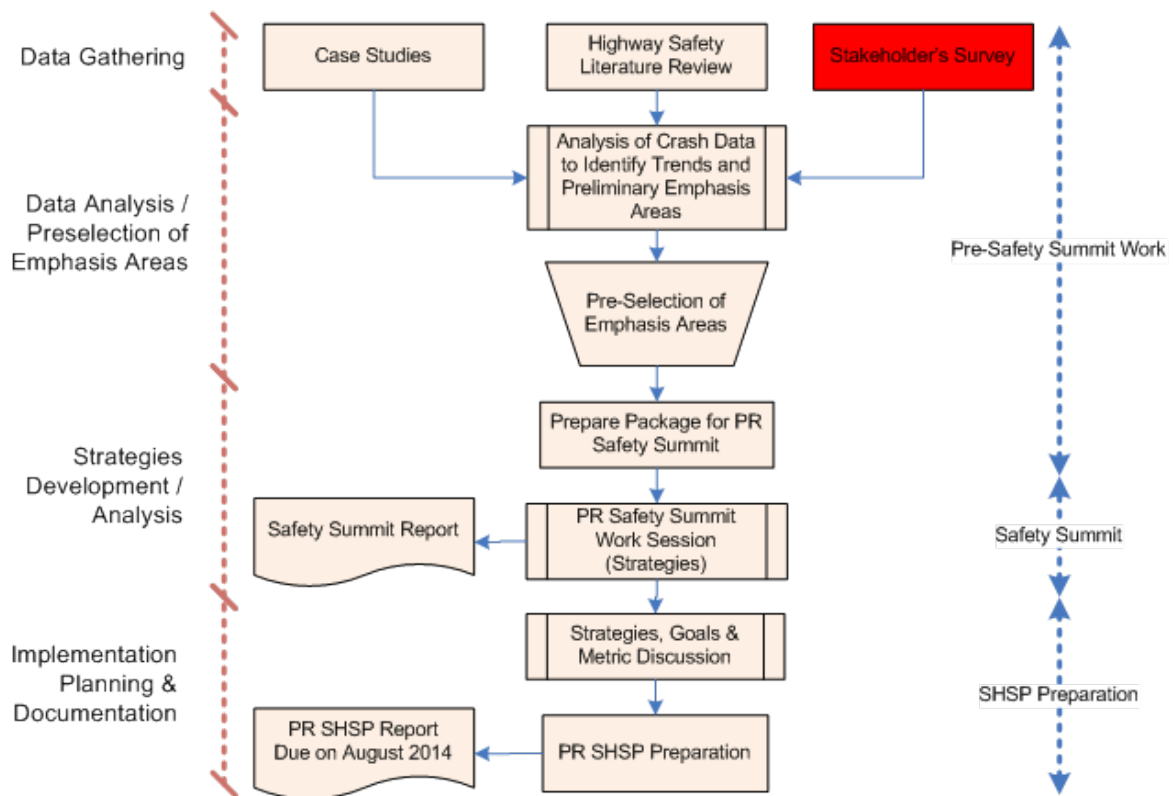 Data Gathering
Case Studies
Highway Safety
Literature Review
Stakeholder's Survey
Analysis of Crash Data
to Identify Trends and
Preliminary Emphasis
Areas
Data Analysis /
Preselection of
Emphasis Areas
Pre-Safety Summit Work
Pre-Selection of
Emphasis Areas
Prepare Package for PR
Safety Summit
Strategies
Development /
Analysis
Safety Summit Report
PR Safety Summit
Work Session
(Strategies)
Safety Summit
Strategies, Goals &
Metric Discussion
Implementation
Planning &
Documentation
SHSP Preparation
PR SHSP Report
Due on August 2014
PR SHSP Preparation